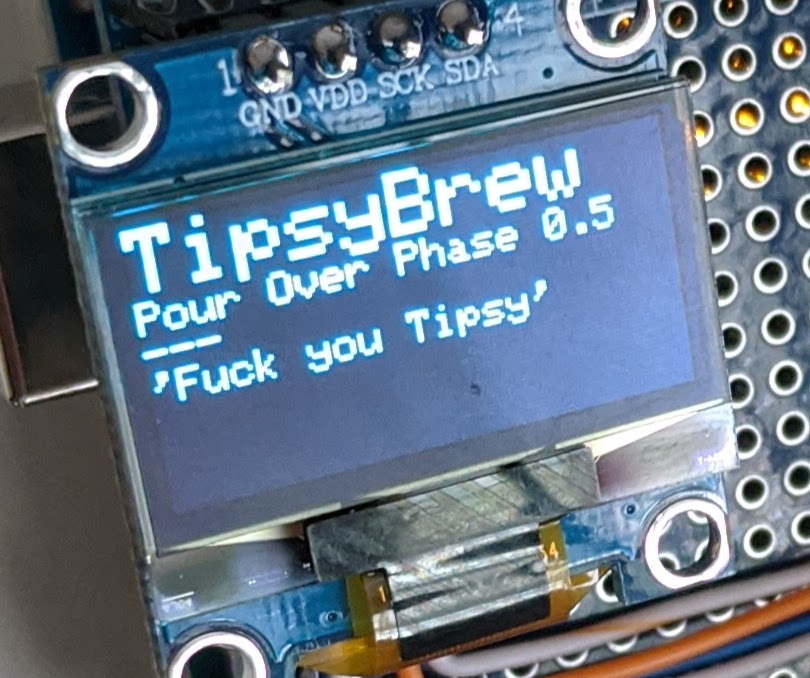 1 4
GND VDD SCK SDA
TipsyBrew
Pour Over Phase 0.5
---
'Fuck you Tipsy'